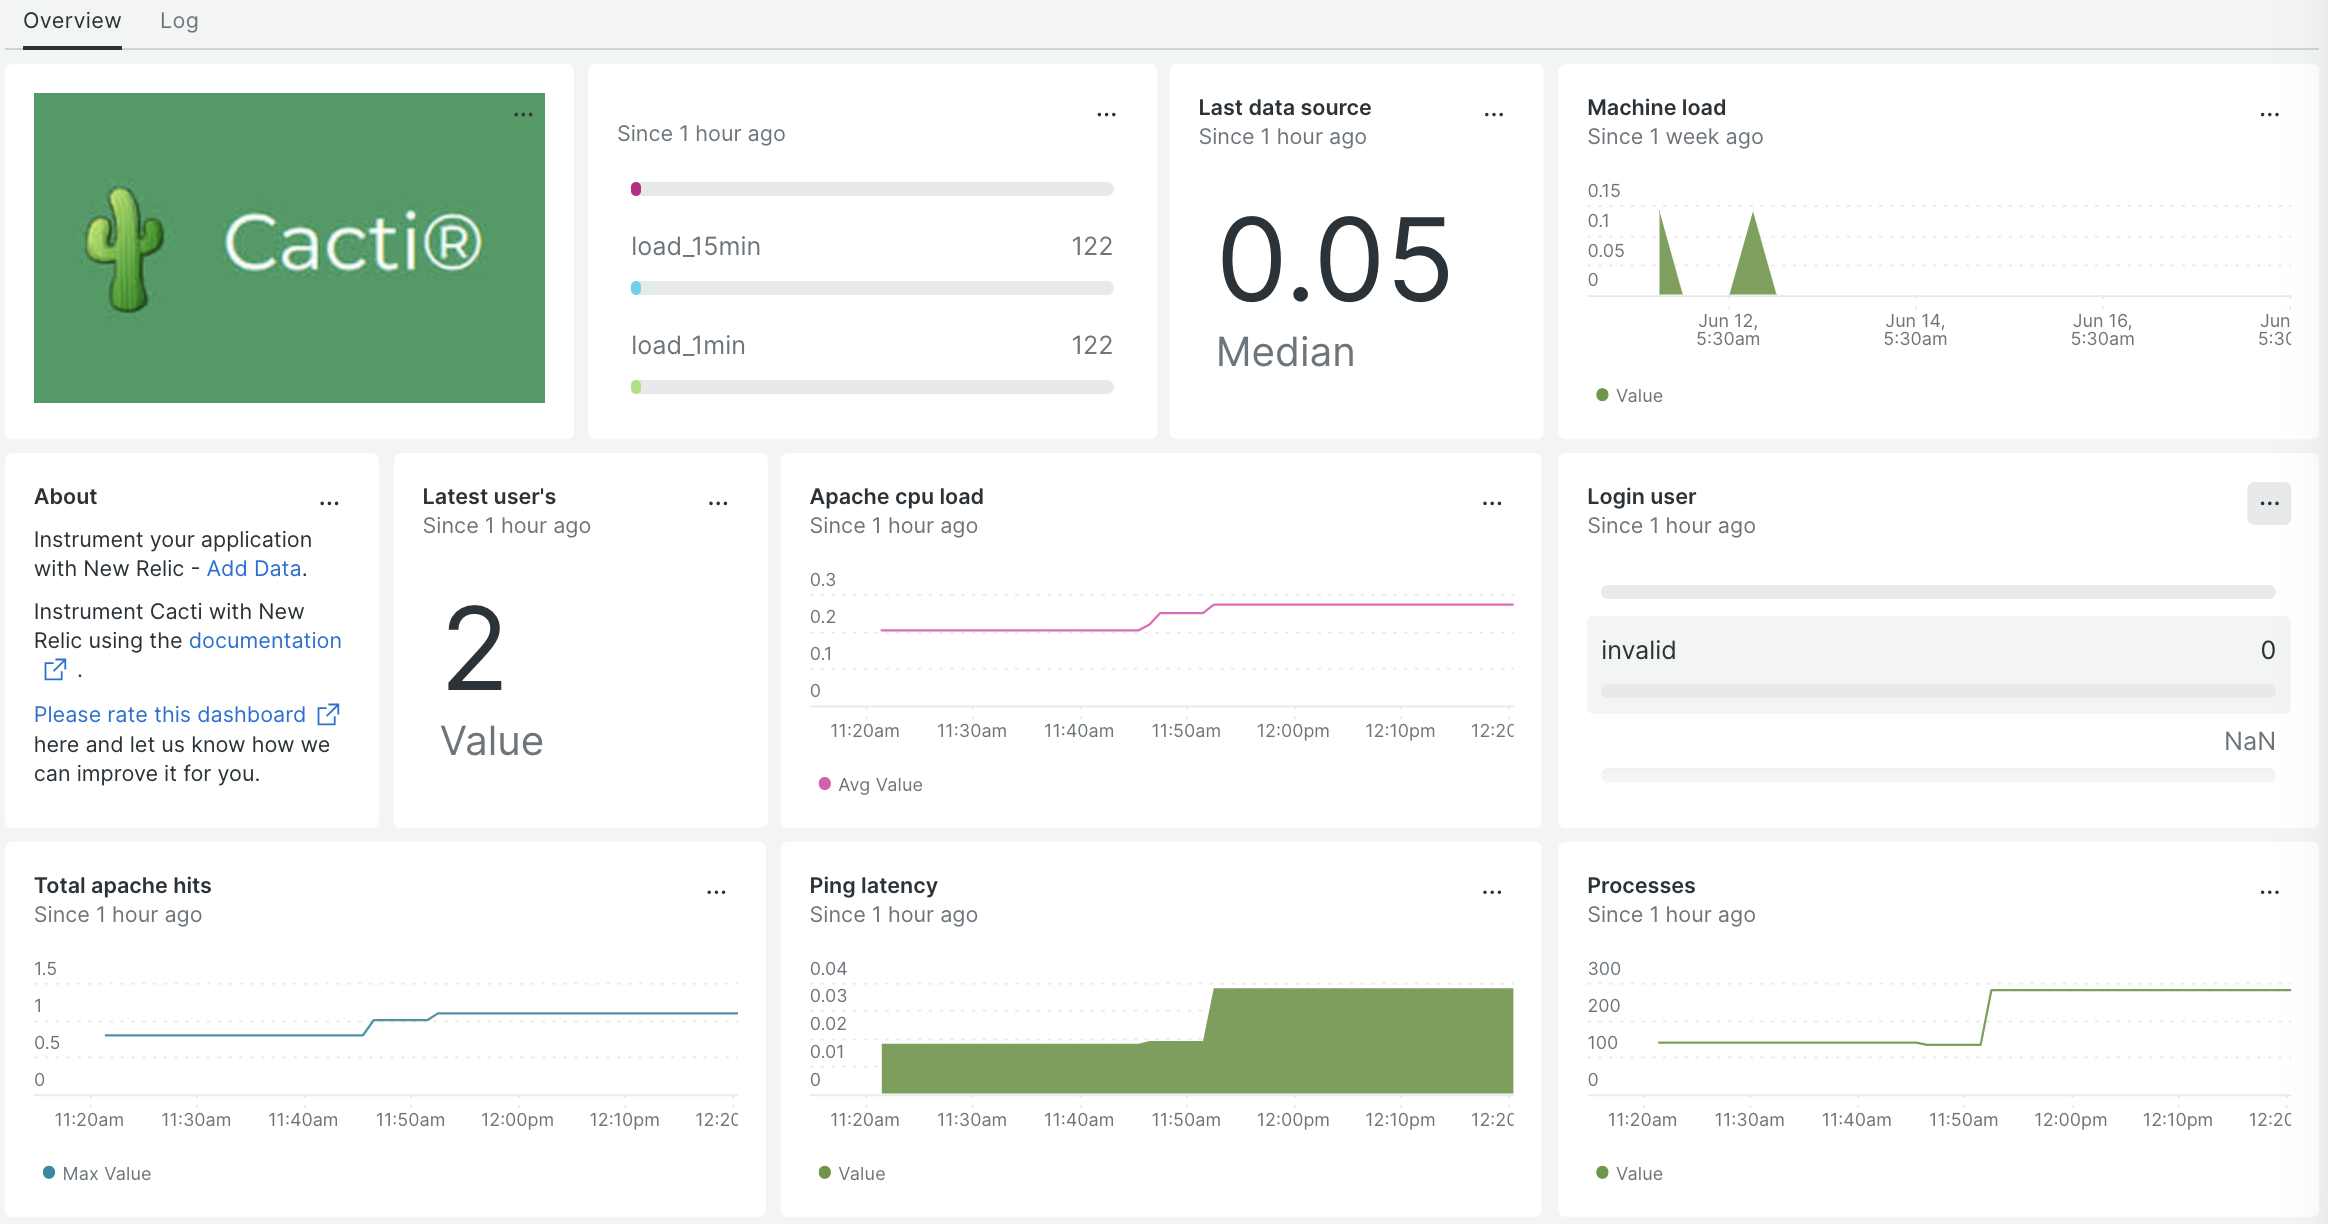 Overview
Log
Cacti®
...
Since 1 hour ago
...
load_15min 122
load_1min 122
Last data source
Since 1 hour ago
...
0.05
Median
Machine load
Since 1 week ago
...
0.15
0.1
0.05
0
Jun 12,
5:30am
Jun 14,
5:30am
Jun 16,
5:30am
Jun
5:30
Value
About
...
Instrument your application
with New Relic - Add Data.
Instrument Cacti with New
Relic using the documentation
.
Please rate this dashboard
here and let us know how we
can improve it for you.
Latest user's
Since 1 hour ago
...
2
Value
Apache cpu load
Since 1 hour ago
...
0.3
0.2
0.1
0
11:20am 11:30am 11:40am 11:50am 12:00pm 12:10pm 12:20
Avg Value
Login user
Since 1 hour ago
...
invalid 0
NaN
Total apache hits
Since 1 hour ago
...
1.5
1
0.5
0
11:20am 11:30am 11:40am 11:50am 12:00pm 12:10pm 12:20
Max Value
Ping latency
Since 1 hour ago
...
0.04
0.03
0.02
0.01
0
11:20am 11:30am 11:40am 11:50am 12:00pm 12:10pm 12:20
Value
Processes
Since 1 hour ago
...
300
200
100
0
11:20am 11:30am 11:40am 11:50am 12:00pm 12:10pm 12:20
Value